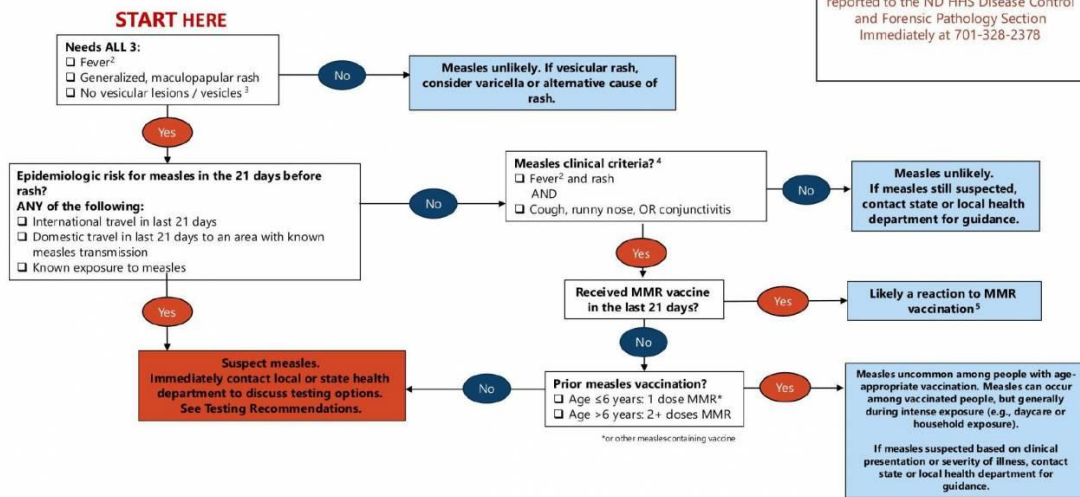 reported to the ND HHS Disease Control
and Forensic Pathology Section
Immediately at 701-328-2378
START HERE
Needs ALL 3:
☐ Fever²
☐ Generalized, maculopapular rash
☐ No vesicular lesions / vesicles ³
No
Measles unlikely. If vesicular rash,
consider varicella or alternative cause of
rash.
Yes
Epidemiologic risk for measles in the 21 days before
rash?
ANY of the following:
☐ International travel in last 21 days
☐ Domestic travel in last 21 days to an area with known
measles transmission
☐ Known exposure to measles
No
Measles clinical criteria? ⁴
☐ Fever² and rash
AND
☐ Cough, runny nose, OR conjunctivitis
No
Measles unlikely.
If measles still suspected,
contact state or local health
department for guidance.
Yes
Received MMR vaccine
in the last 21 days?
Yes
Likely a reaction to MMR
vaccination⁵
Yes
No
Suspect measles.
Immediately contact local or state health
department to discuss testing options.
See Testing Recommendations.
No
Prior measles vaccination?
☐ Age ≤6 years: 1 dose MMR*
☐ Age >6 years: 2+ doses MMR
*or other measlescontaining vaccine
Yes
Measles uncommon among people with age-
appropriate vaccination. Measles can occur
among vaccinated people, but generally
during intense exposure (e.g., daycare or
household exposure).
If measles suspected based on clinical
presentation or severity of illness, contact
state or local health department for
guidance.